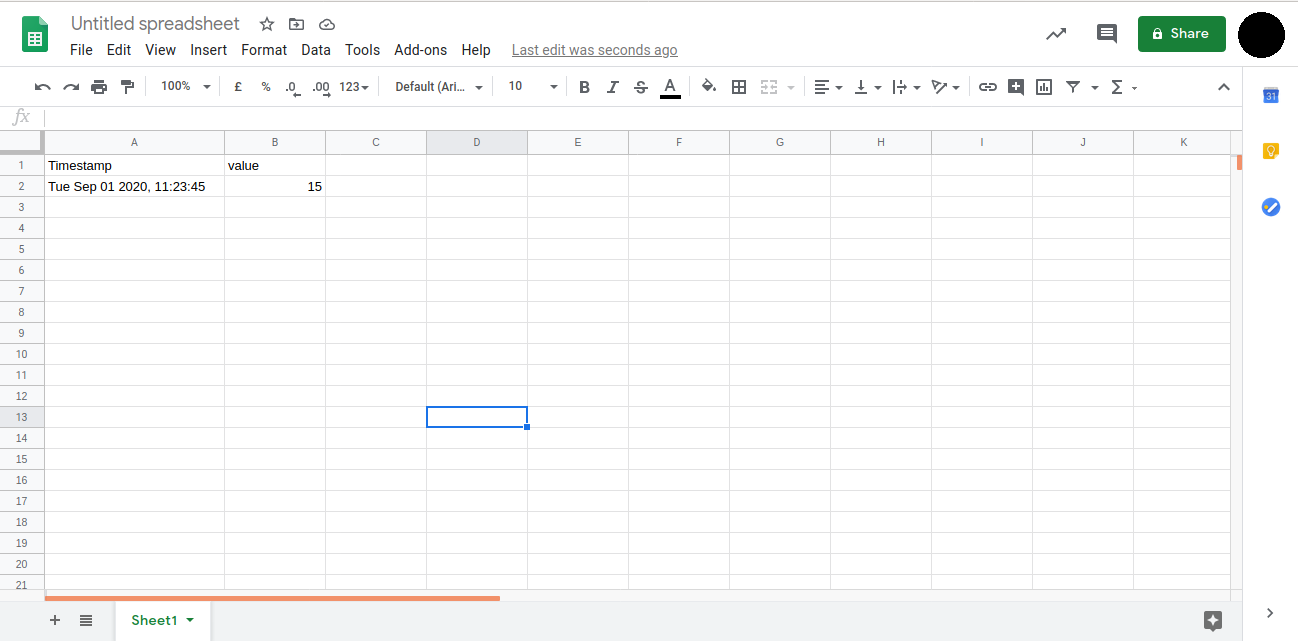 Untitled spreadsheet
File Edit View Insert Format Data Tools Add-ons Help Last edit was seconds ago
Share
100% £ % .0 .00 123 Default (Ari... 10 B I S A Σ
31
fx
A B C D E F G H I J K
1 Timestamp value
2 Tue Sep 01 2020, 11:23:45 15
3
4
5
6
7
8
9
10
11
12
13
14
15
16
17
18
19
20
21
Sheet1